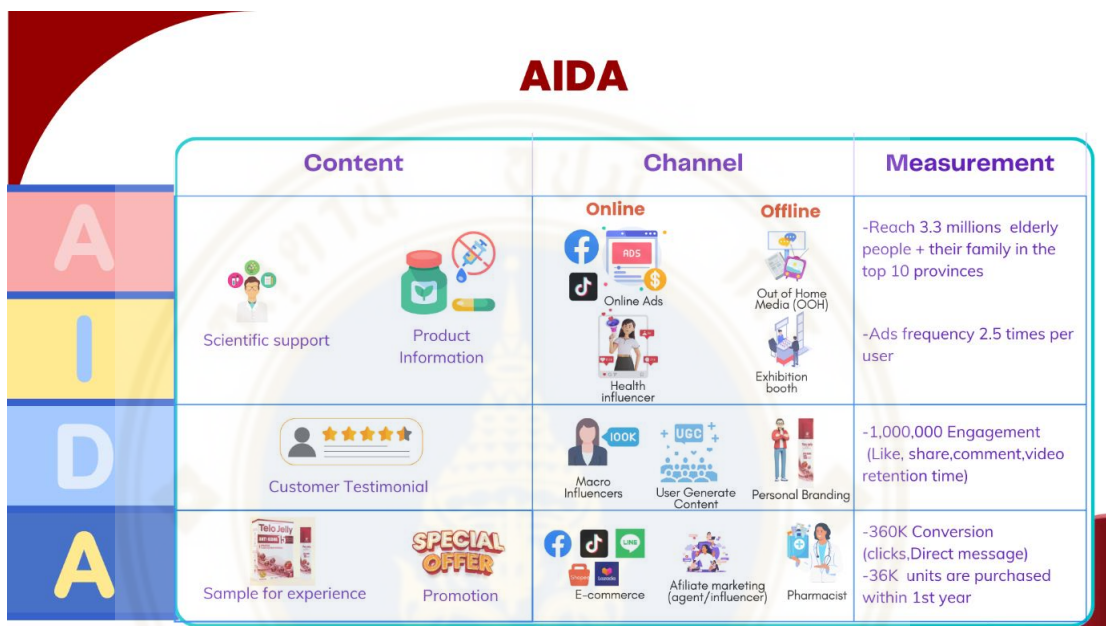 AIDA
Content
Channel
Measurement
A
I
D
A
Scientific support
Product
Information
Online
Offline
ADS
Online Ads
Out of Home
Media (OOH)
Health
influencer
Exhibition
booth
-Reach 3.3 millions elderly
people + their family in the
top 10 provinces
-Ads frequency 2.5 times per
user
Customer Testimonial
100K
Macro
Influencers
UGC
User Generate
Content
Personal Branding
-1,000,000 Engagement
(Like, share,comment,video
retention time)
Telo Jelly
Sample for experience
SPECIAL
OFFER
Promotion
LINE
E-commerce
Afiliate marketing
(agent/influencer)
Pharmacist
-360K Conversion
(clicks,Direct message)
-36K units are purchased
within 1st year